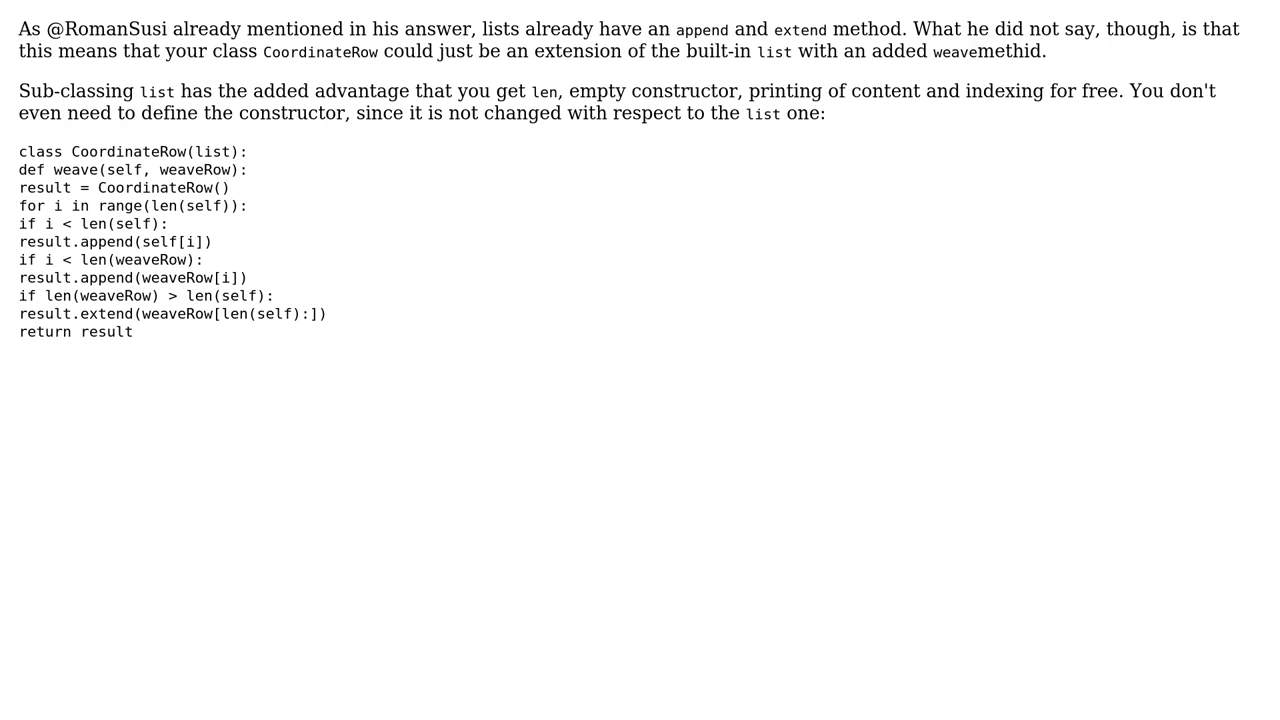 As @RomanSusi already mentioned in his answer, lists already have an append and extend method. What he did not say, though, is that
this means that your class CoordinateRow could just be an extension of the built-in list with an added weavemethid.
Sub-classing list has the added advantage that you get len, empty constructor, printing of content and indexing for free. You don't
even need to define the constructor, since it is not changed with respect to the list one:
class CoordinateRow(list):
def weave(self, weaveRow):
result = CoordinateRow()
for i in range(len(self)):
if i < len(self):
result.append(self[i])
if i < len(weaveRow):
result.append(weaveRow[i])
if len(weaveRow) > len(self):
result.extend(weaveRow[len(self):])
return result